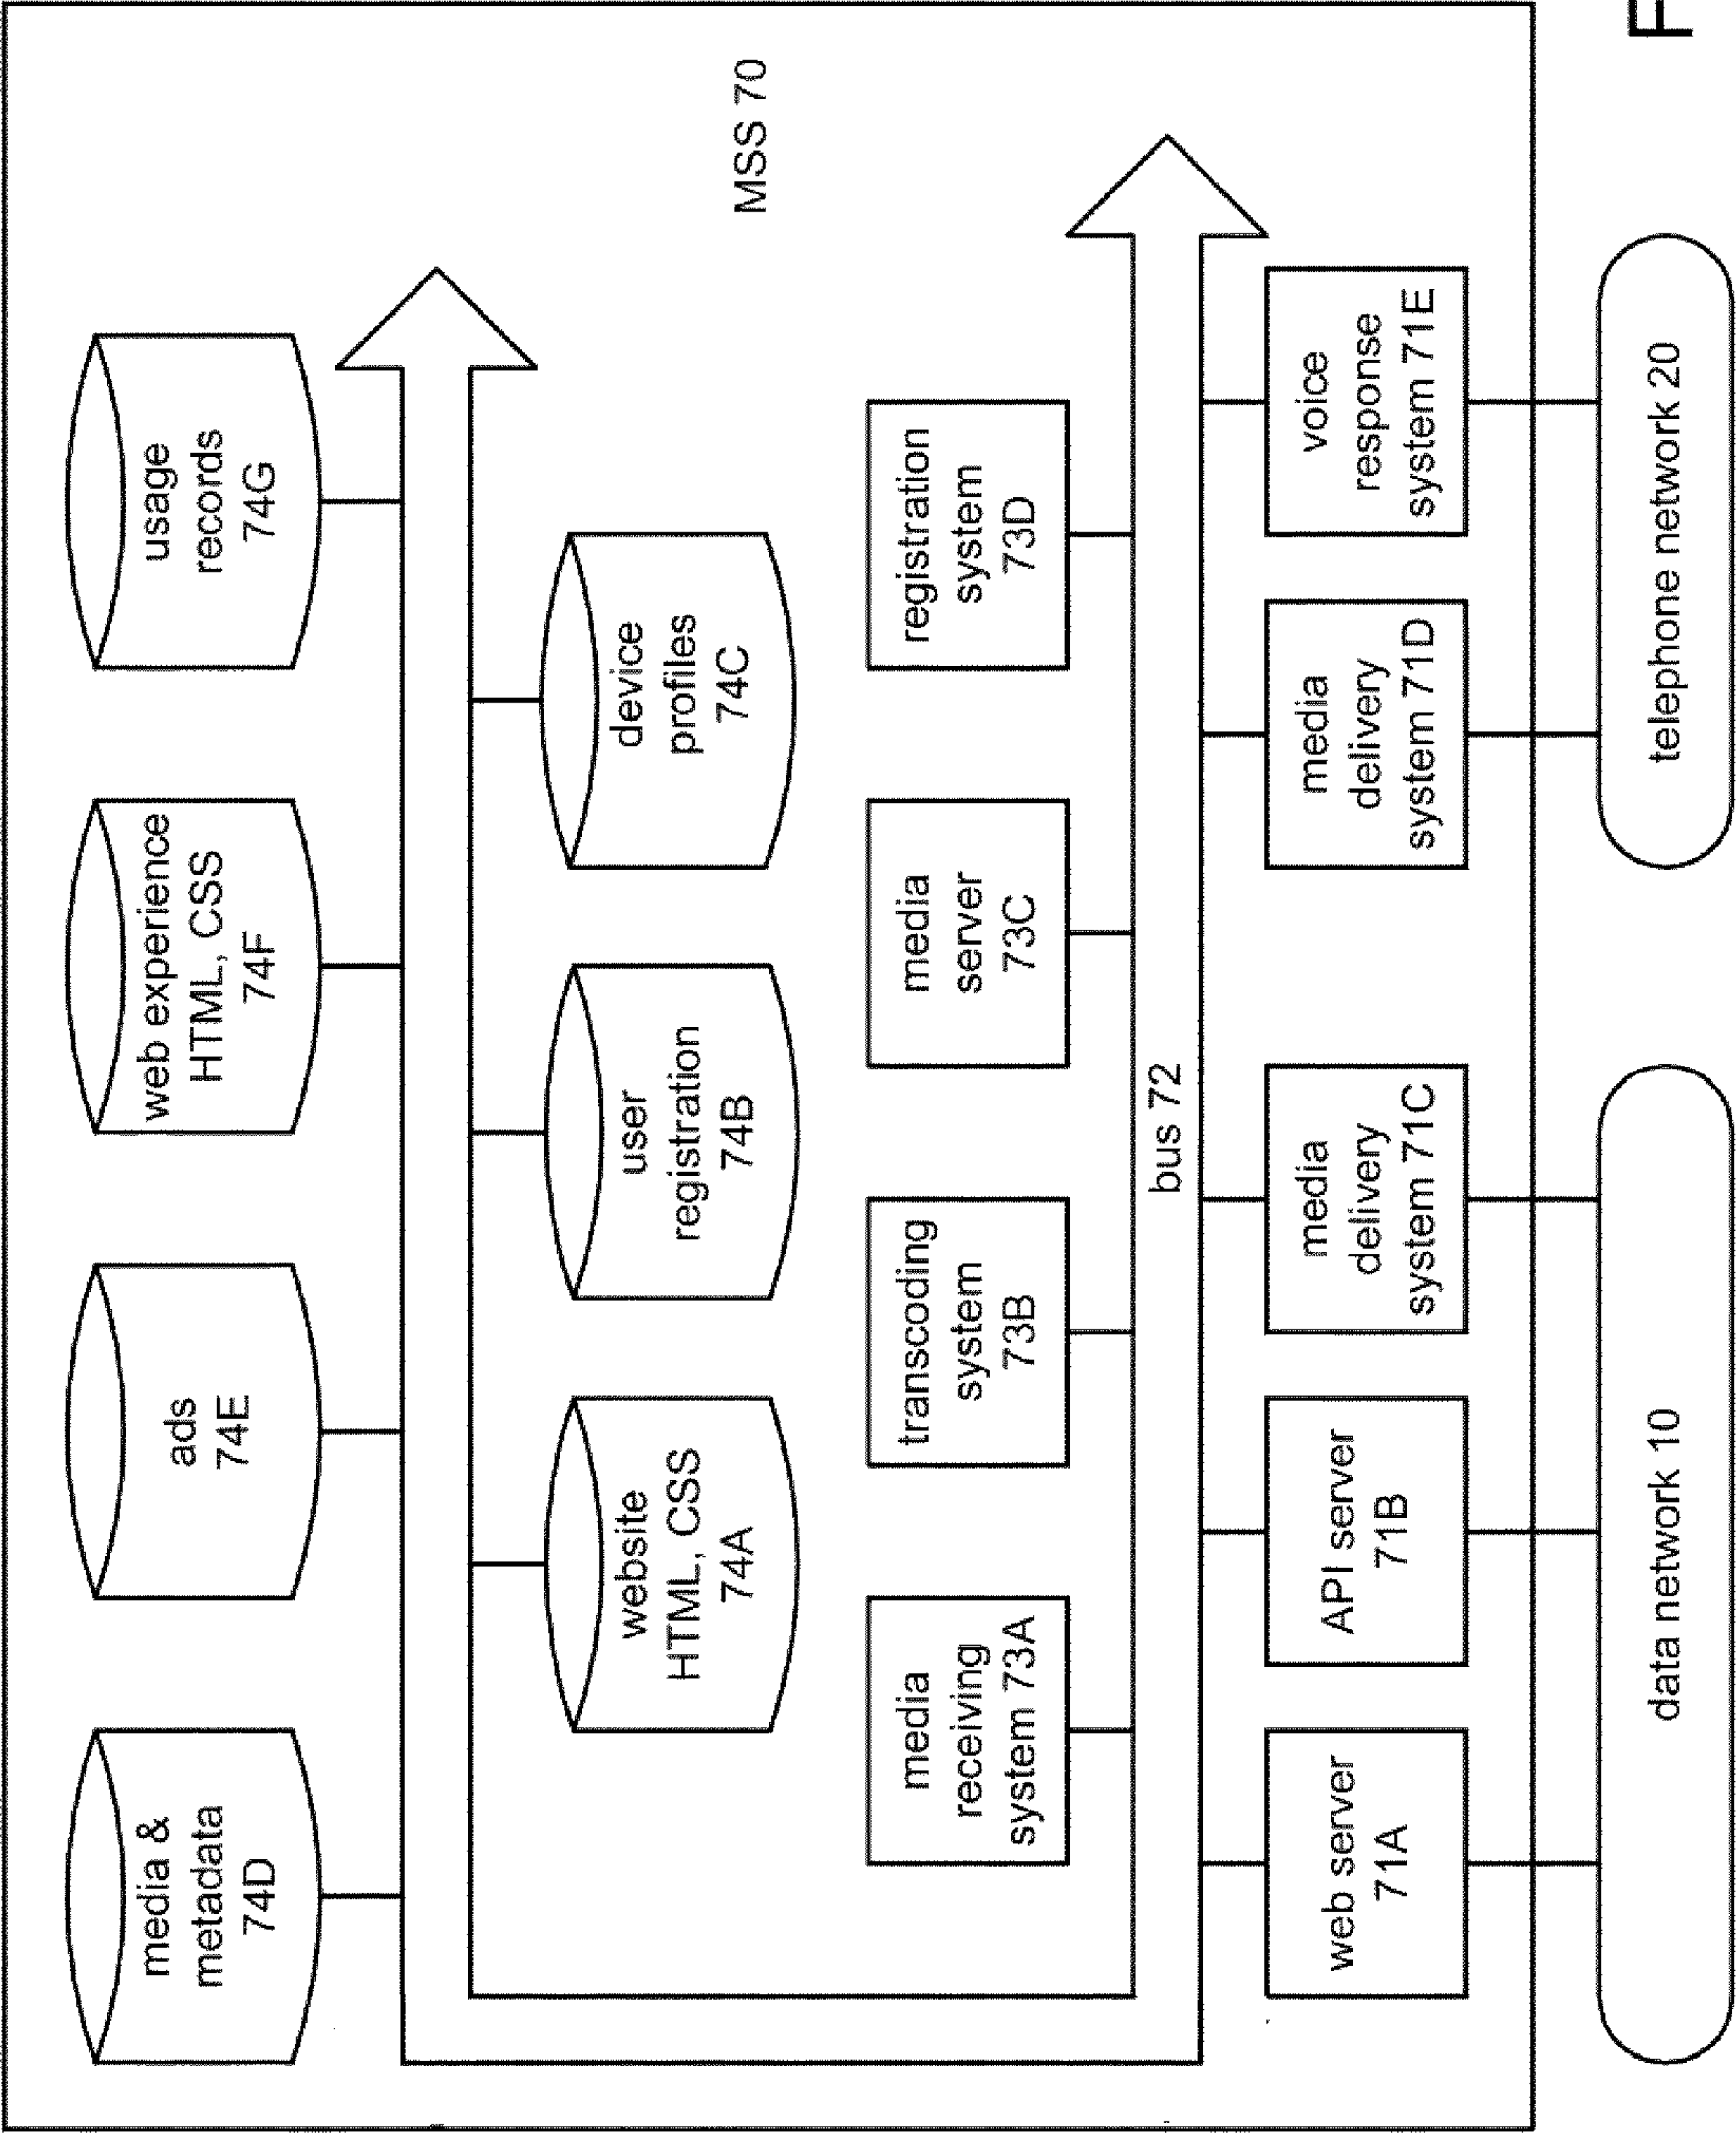 media &
metadata
74D
ads
74E
web experience
HTML, CSS
74F
usage
records
74G
website
HTML, CSS
74A
user
registration
74B
device
profiles
74C
MSS 70
media
receiving
system 73A
transcoding
system
73B
media
server
73C
registration
system
73D
bus 72
web server
71A
API server
71B
media
delivery
system 71C
media
delivery
system 71D
voice
response
system 71E
data network 10
telephone network 20
F